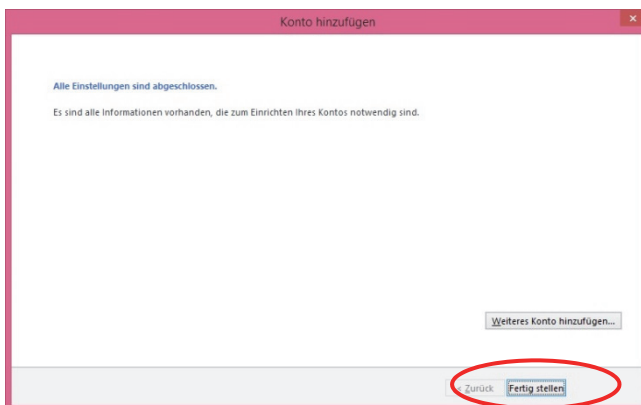 Konto hinzufügen
Alle Einstellungen sind abgeschlossen.
Es sind alle Informationen vorhanden, die zum Einrichten Ihres Kontos notwendig sind.
Weiteres Konto hinzufügen...
< Zurück Fertig stellen